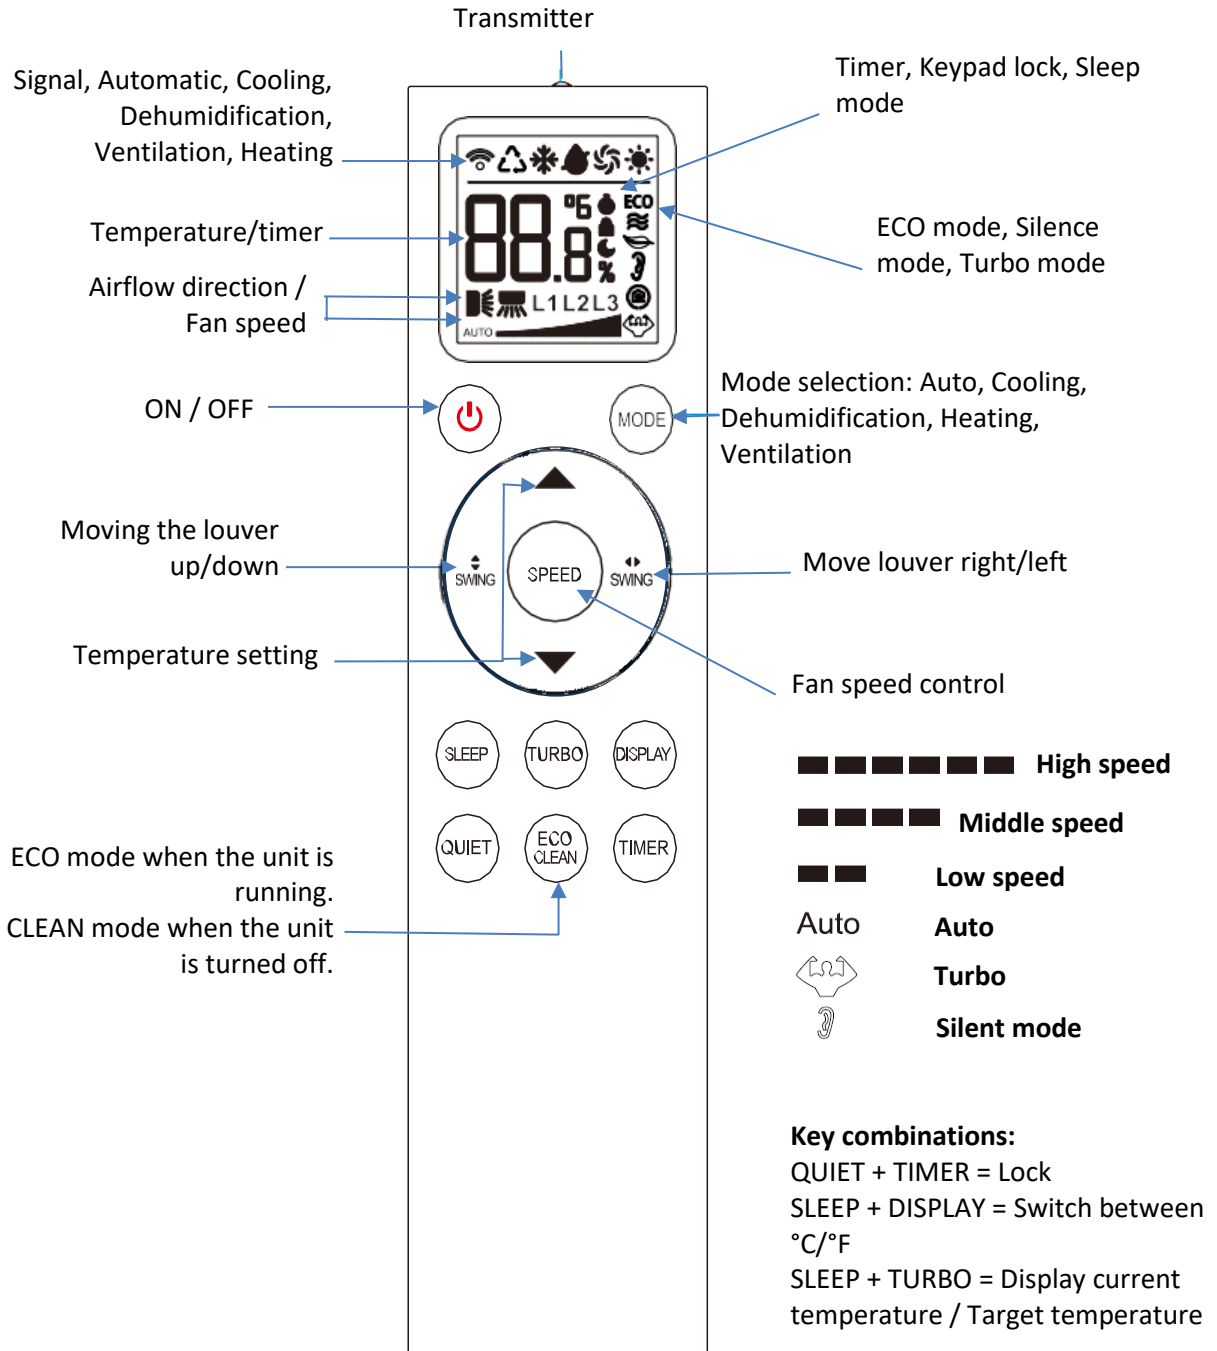 Transmitter
Signal, Automatic, Cooling,
Dehumidification,
Ventilation, Heating
Timer, Keypad lock, Sleep
mode
88.8
°6
%
ECO
Temperature/timer
ECO mode, Silence
mode, Turbo mode
Airflow direction /
Fan speed
L1 L2 L3
AUTO
ON / OFF
MODE
Mode selection: Auto, Cooling,
Dehumidification, Heating,
Ventilation
Moving the louver
up/down
SWING
SPEED
SWING
Move louver right/left
Temperature setting
Fan speed control
SLEEP
TURBO
DISPLAY
High speed
Middle speed
QUIET
ECO
CLEAN
TIMER
ECO mode when the unit is
running.
CLEAN mode when the unit
is turned off.
Low speed
Auto
Auto
Turbo
Silent mode
Key combinations:
QUIET + TIMER = Lock
SLEEP + DISPLAY = Switch between
°C/°F
SLEEP + TURBO = Display current
temperature / Target temperature